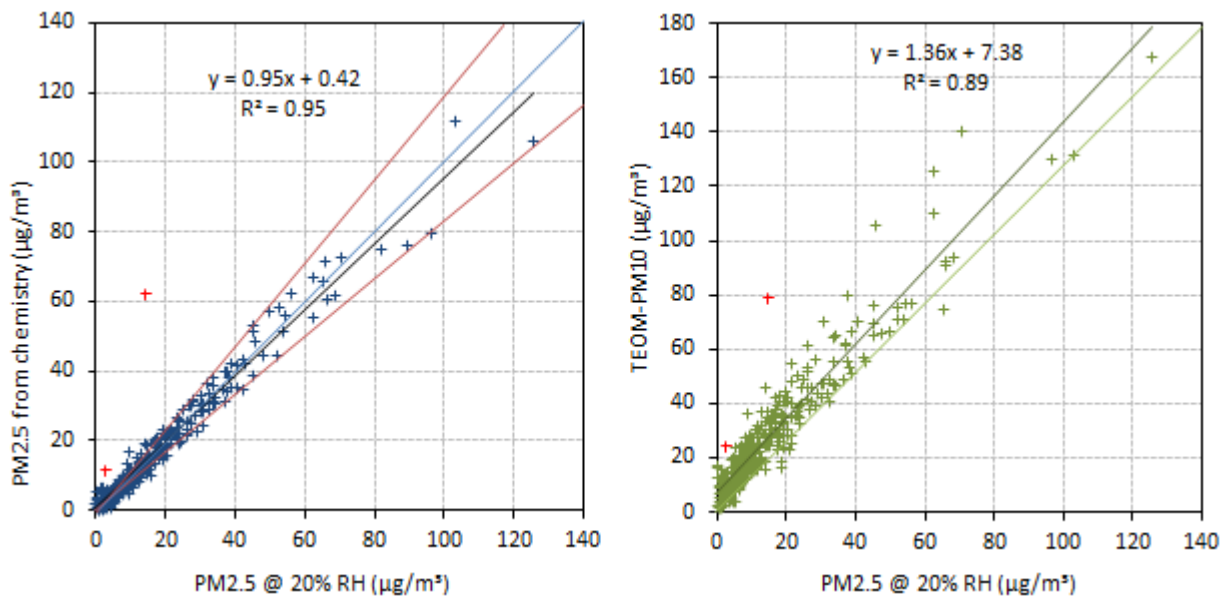 PM2.5 from chemistry (µg/m³)
140
120
100
80
60
40
20
0
y = 0.95x + 0.42
R² = 0.95
0 20 40 60 80 100 120 140
PM2.5 @ 20% RH (µg/m³)
TEOM-PM10 (µg/m³)
180
160
140
120
100
80
60
40
20
0
y = 1.36x + 7.38
R² = 0.89
0 20 40 60 80 100 120 140
PM2.5 @ 20% RH (µg/m³)